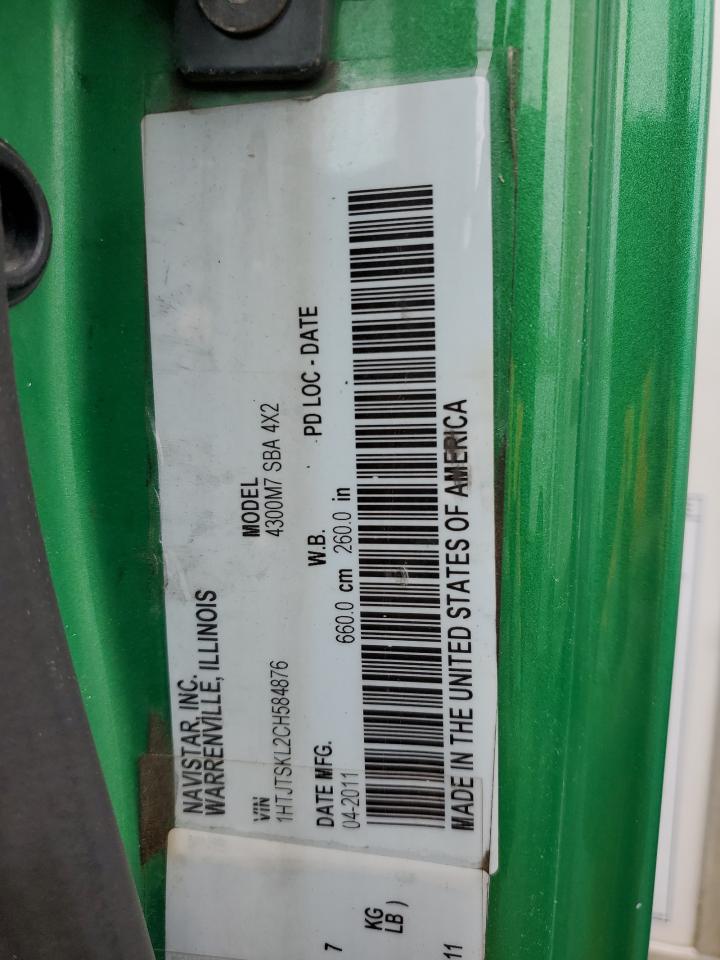 NAVISTAR, INC.
WARRENVILLE, ILLINOIS
VIN MODEL
1HTJTSKL2CH584876 4300M7 SBA 4X2
DATE MFG. W.B. PD LOC - DATE
04-2011 660.0 cm 260.0 in
MADE IN THE UNITED STATES OF AMERICA
7
KG
LB )
11